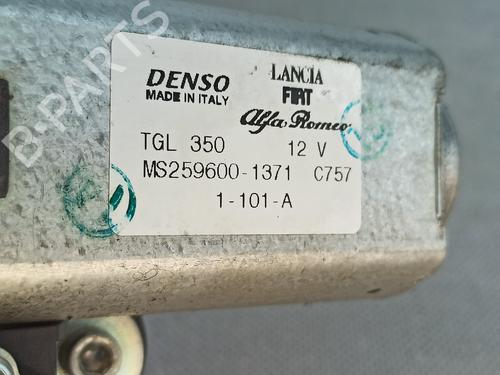 B-PARTS
DENSO
MADE IN ITALY
LANCIA
FIAT
Alfa Romeo
TGL 350 12 V
MS259600-1371 C757
1-101-A